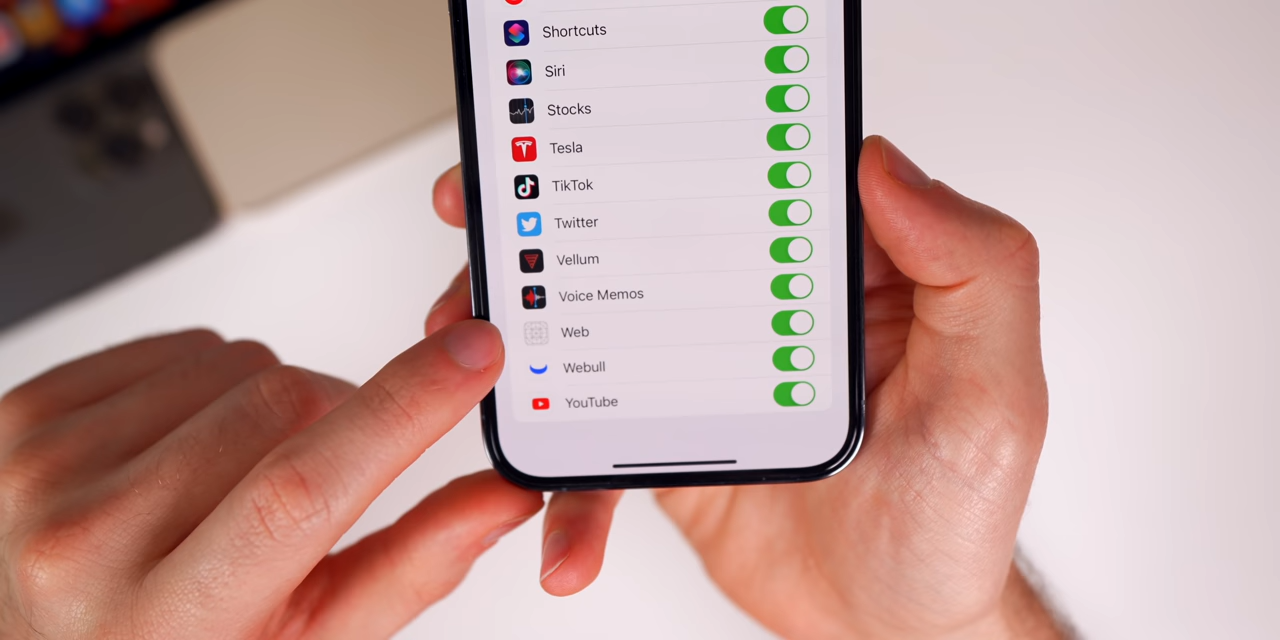 Shortcuts
Siri
Stocks
Tesla
TikTok
Twitter
Vellum
Voice Memos
Web
Webull
YouTube